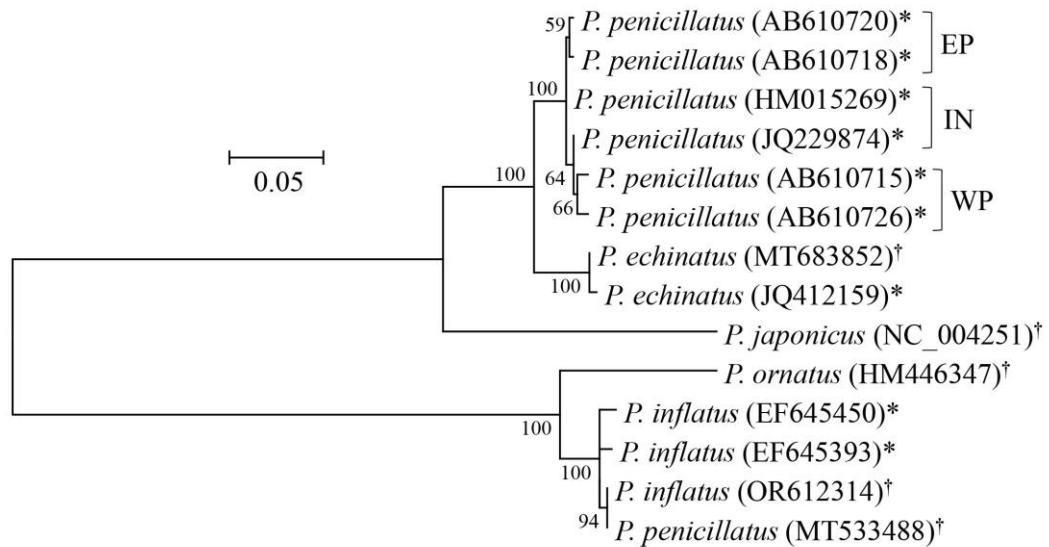 59 P. penicillatus (AB610720)* EP
P. penicillatus (AB610718)*
100 P. penicillatus (HM015269)* IN
P. penicillatus (JQ229874)*
0.05 100 64 P. penicillatus (AB610715)* WP
66 P. penicillatus (AB610726)*
P. echinatus (MT683852)†
100 P. echinatus (JQ412159)*
P. japonicus (NC_004251)†
P. ornatus (HM446347)†
100 P. inflatus (EF645450)*
100 P. inflatus (EF645393)*
P. inflatus (OR612314)†
94 P. penicillatus (MT533488)†